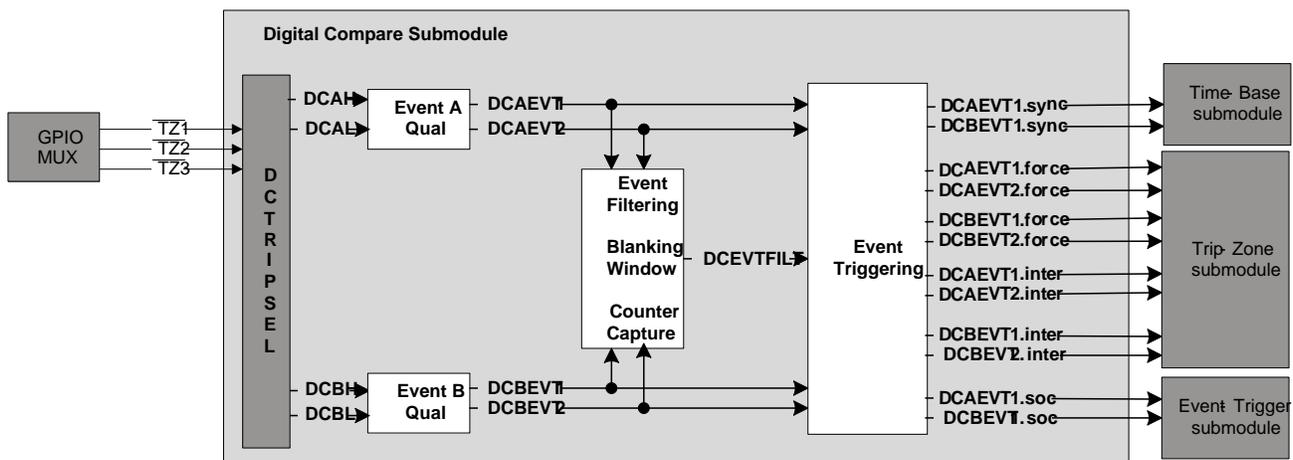 Digital Compare Submodule
GPIO
MUX
TZ1
TZ2
TZ3
DCTRIPSEL
DCAH
DCAL
Event A
Qual
DCAEVT1
DCAEVT2
Event
Filtering
Blanking
Window
Counter
Capture
DCEVTFILT
DCBH
DCBL
Event B
Qual
DCBEVT1
DCBEVT2
Event
Triggering
DCAEVT1.sync
DCBEVT1.sync
DCAEVT1.force
DCAEVT2.force
DCBEVT1.force
DCBEVT2.force
DCAEVT1.inter
DCAEVT2.inter
DCBEVT1.inter
DCBEVT2.inter
DCAEVT1.soc
DCBEVT1.soc
Time- Base
submodule
Trip- Zone
submodule
Event- Trigger
submodule